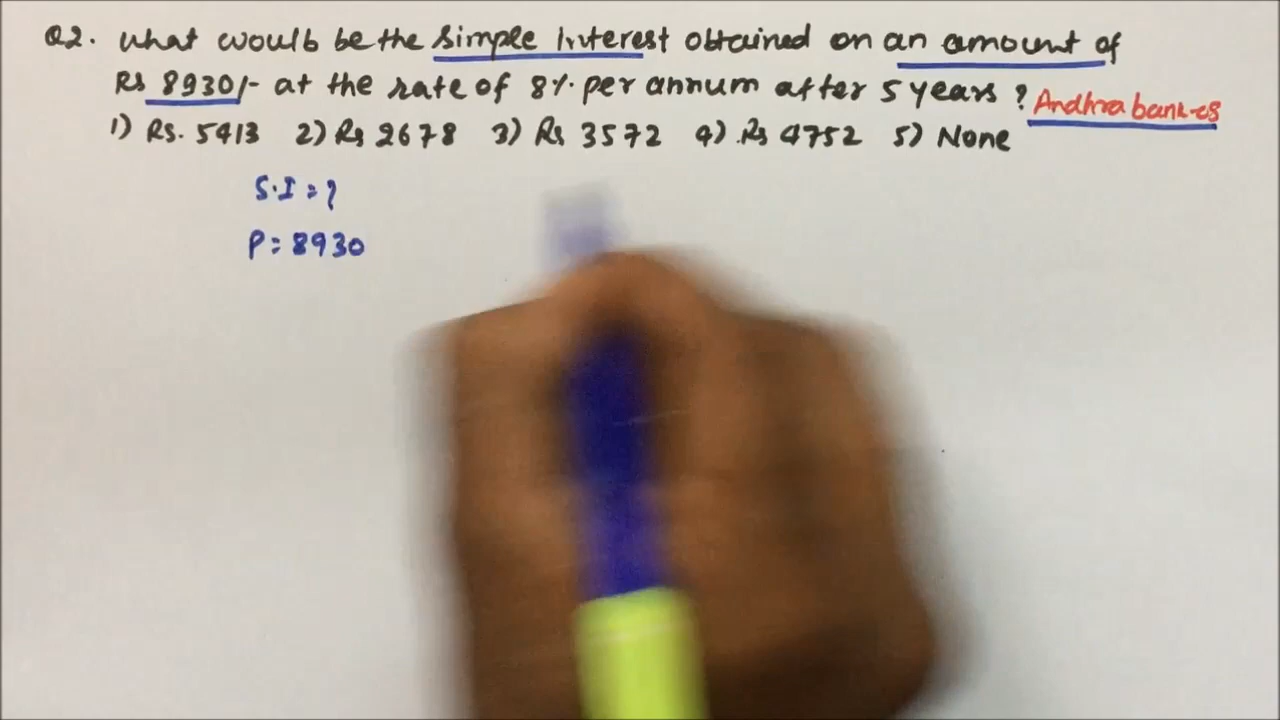 Q2. What would be the simple Interest obtained on an amount of
Rs 8930/- at the rate of 8% per annum after 5 years ? Andhra bank-08
1) Rs. 5413 2) Rs 2678 3) Rs 3572 4) Rs 4752 5) None
S.I = ?
P = 8930